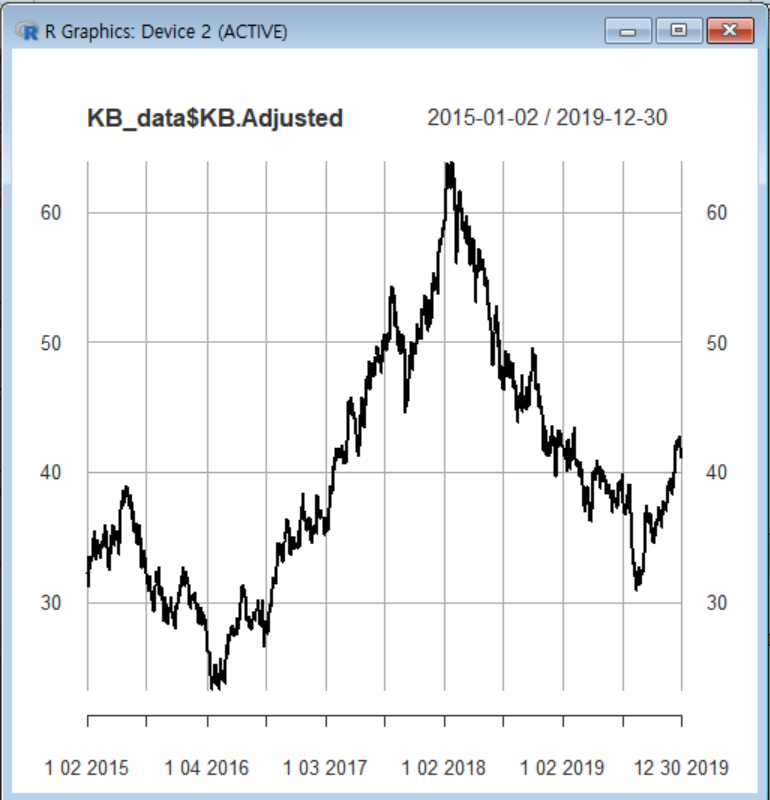 R Graphics: Device 2 (ACTIVE)
KB_data$KB.Adjusted 2015-01-02 / 2019-12-30
60 60
50 50
40 40
30 30
1 02 2015 1 04 2016 1 03 2017 1 02 2018 1 02 2019 12 30 2019